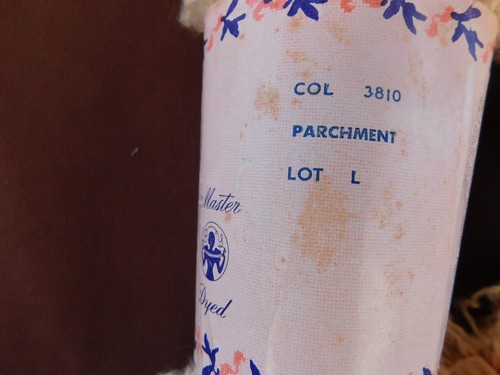 COL 3810
PARCHMENT
LOT L
Master
Dyed